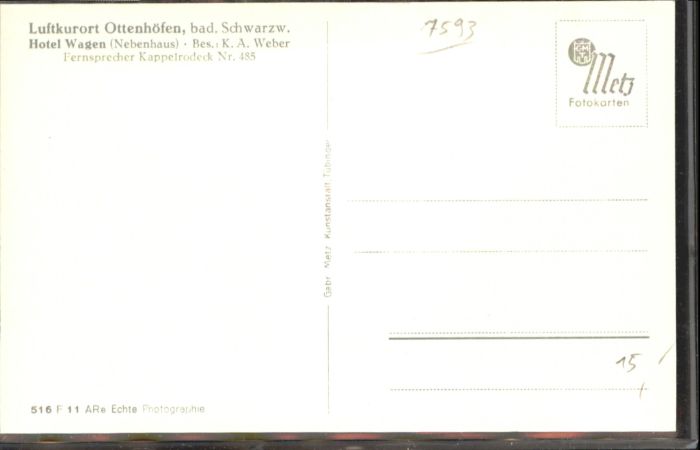 Luftkurort Ottenhöfen, bad. Schwarzw.
Hotel Wagen (Nebenhaus) · Bes.: K. A. Weber
Fernsprecher Kappelrodeck Nr. 485
7593
Metz
Fotokarten
Gebr. Metz Kunstanstalt Tübingen
15
516 F 11 ARe Echte Photographie